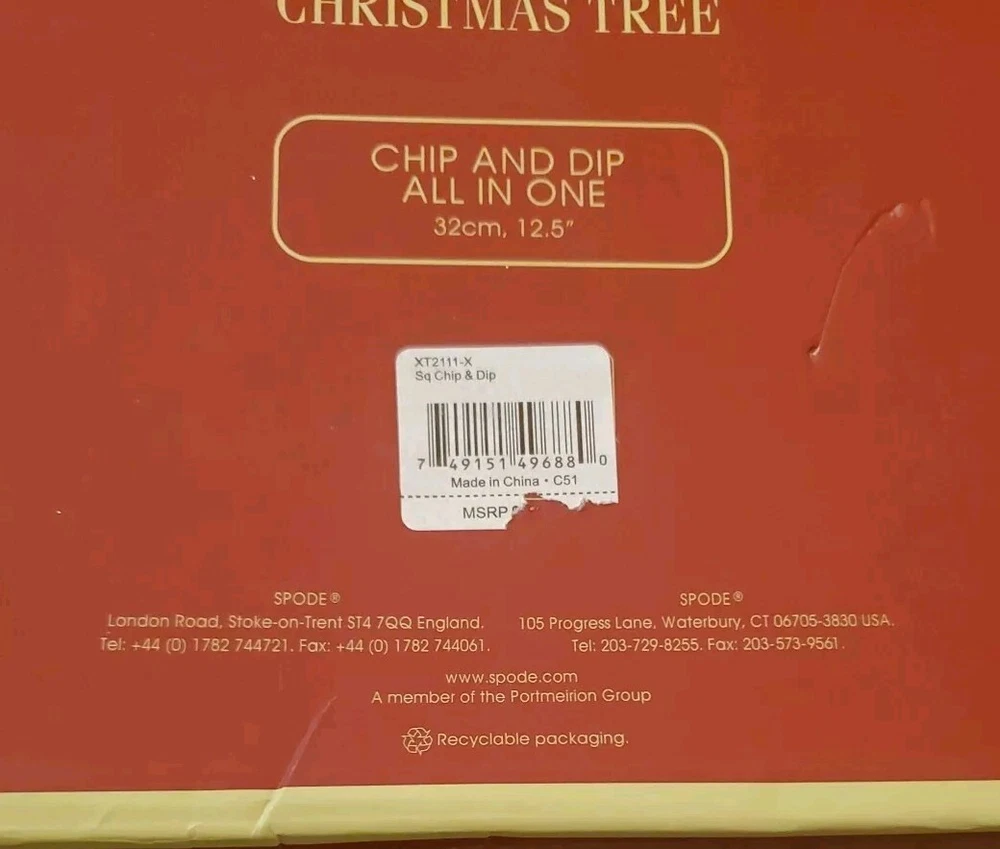 CHRISTMAS TREE
CHIP AND DIP
ALL IN ONE
32cm, 12.5"
XT2111-X
Sq Chip & Dip
7 49151 49688 0
Made in China • C51
MSRP
SPODE®
London Road, Stoke-on-Trent ST4 7QQ England.
Tel: +44 (0) 1782 744721. Fax: +44 (0) 1782 744061.
SPODE®
105 Progress Lane, Waterbury, CT 06705-3830 USA.
Tel: 203-729-8255. Fax: 203-573-9561.
www.spode.com
A member of the Portmeirion Group
Recyclable packaging.